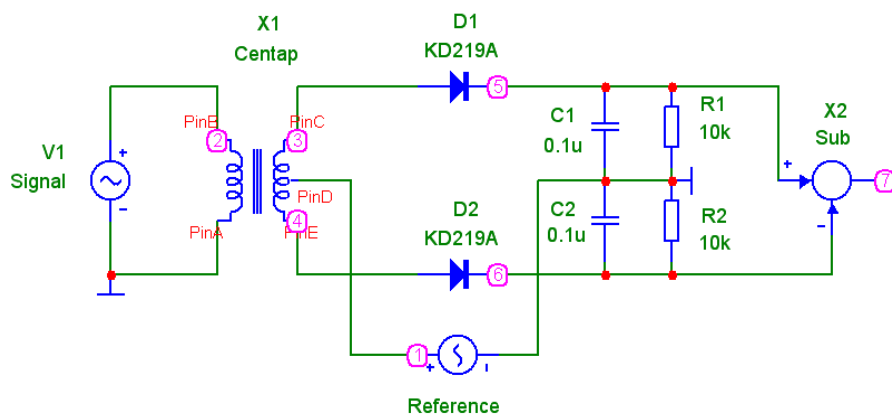 X1
Centap
D1
KD219A
5
PinB
2
PinC
3
V1
Signal
C1
0.1u
R1
10k
X2
Sub
+
7
PinD
4
PinA
PinE
D2
KD219A
6
C2
0.1u
R2
10k
1
Reference